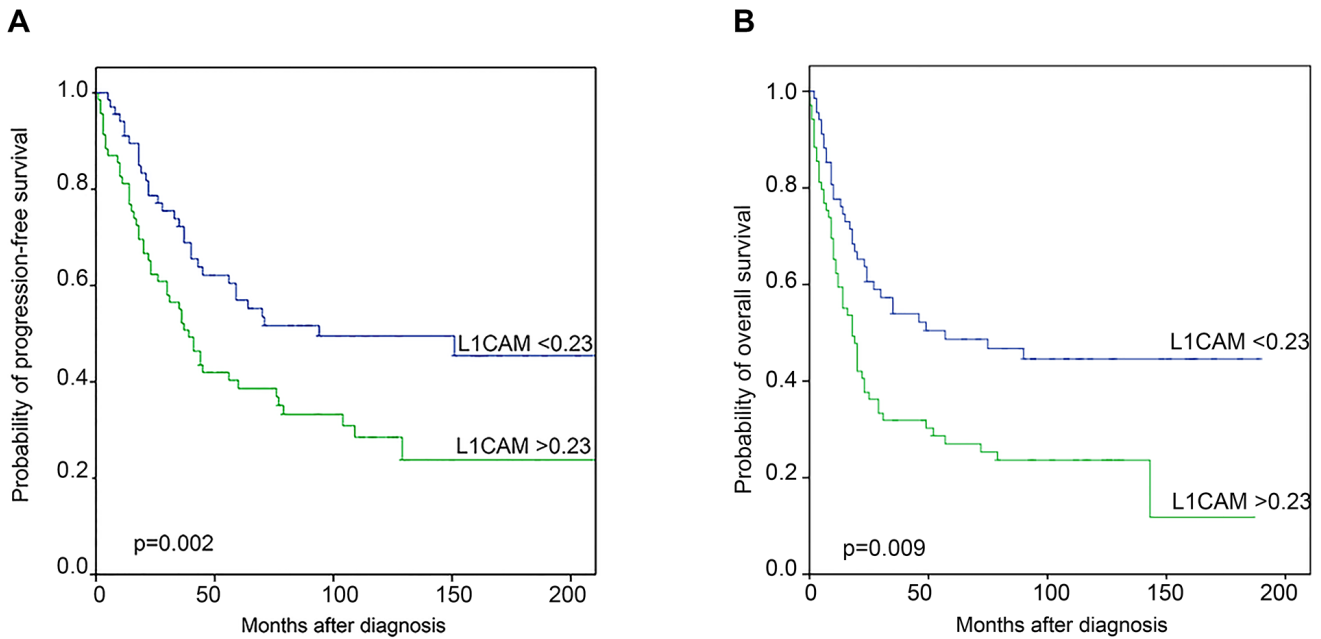 A
Probability of progression-free survival
1.0
0.8
0.6
0.4
0.2
0.0
L1CAM <0.23
L1CAM >0.23
p=0.002
0 50 100 150 200
Months after diagnosis
B
Probability of overall survival
1.0
0.8
0.6
0.4
0.2
0.0
L1CAM <0.23
L1CAM >0.23
p=0.009
0 50 100 150 200
Months after diagnosis